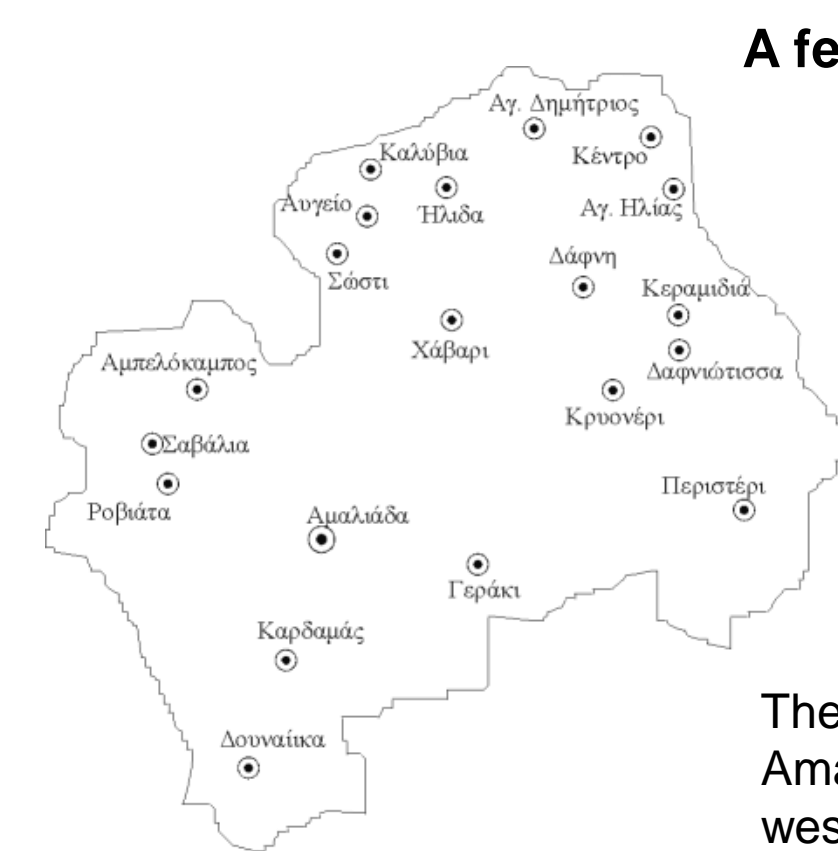 A fe
Αγ. Δημήτριος
Καλύβια
Κέντρο
Αυγείο
Ήλιδα
Αγ. Ηλίας
Δάφνη
Σώστι
Κεραμιδιά
Χάβαρι
Αμπελόκαμπος
Δαφνιώτισσα
Κρυονέρι
Σαβάλια
Περιστέρι
Ροβιάτα
Αμαλιάδα
Γεράκι
Καρδαμάς
Δουναίικα
The
Ama
wes